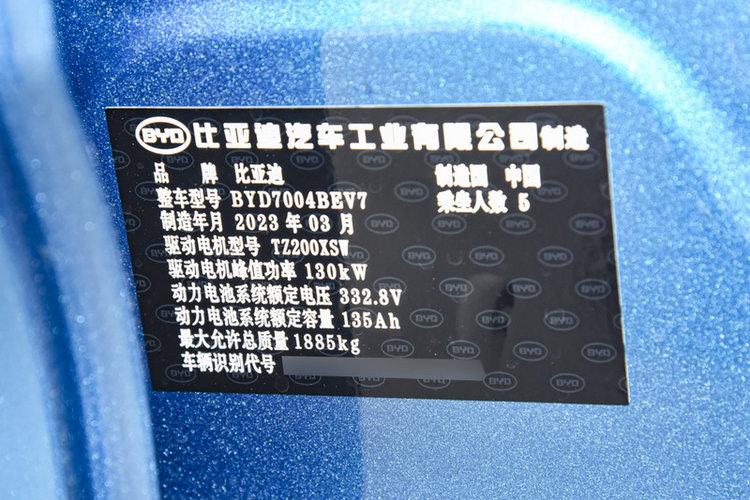 BYD 比亚迪汽车工业有限公司制造
品 牌 比亚迪 制造国 中国
整车型号 BYD7004BEV7 乘坐人数 5
制造年月 2023 年 03 月
驱动电机型号 TZ200XSW
驱动电机峰值功率 130kW
动力电池系统额定电压 332.8V
动力电池系统额定容量 135Ah
最大允许总质量 1885kg
车辆识别代号